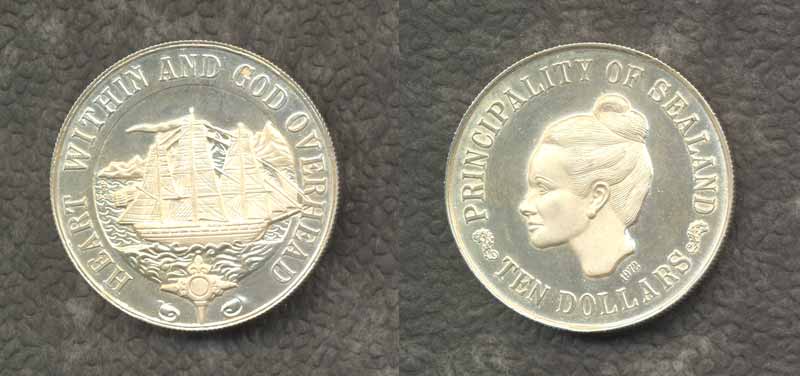 HEART WITHIN AND GOD OVERHEAD
PRINCIPALITY OF SEALAND
TEN DOLLARS
1972